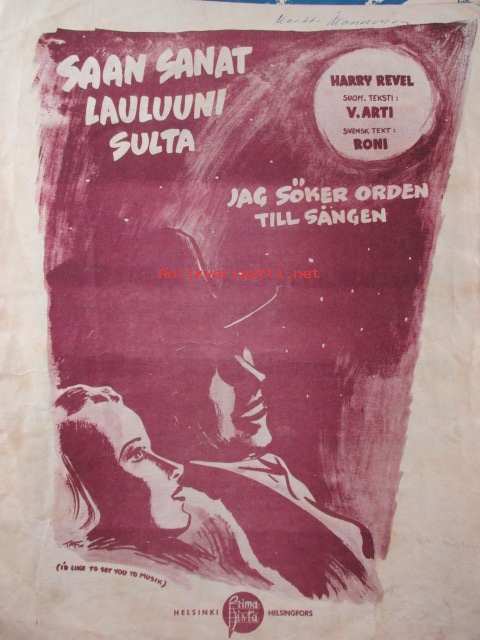 SAAN SANAT
LAULUUNI
SULTA
HARRY REVEL
SUOM. TEKSTI:
V. ARTI
SVENSK TEXT:
RONI
JAG SÖKER ORDEN
TILL SÅNGEN
(I'D LIKE TO SET YOU TO MUSIK)
HELSINKI
HELSINGFORS